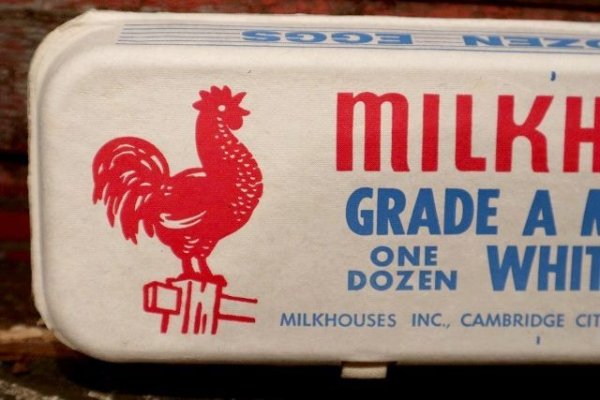 DOZEN EGGS
MILKH
GRADE A M
ONE DOZEN WHIT
MILKHOUSES INC., CAMBRIDGE CIT